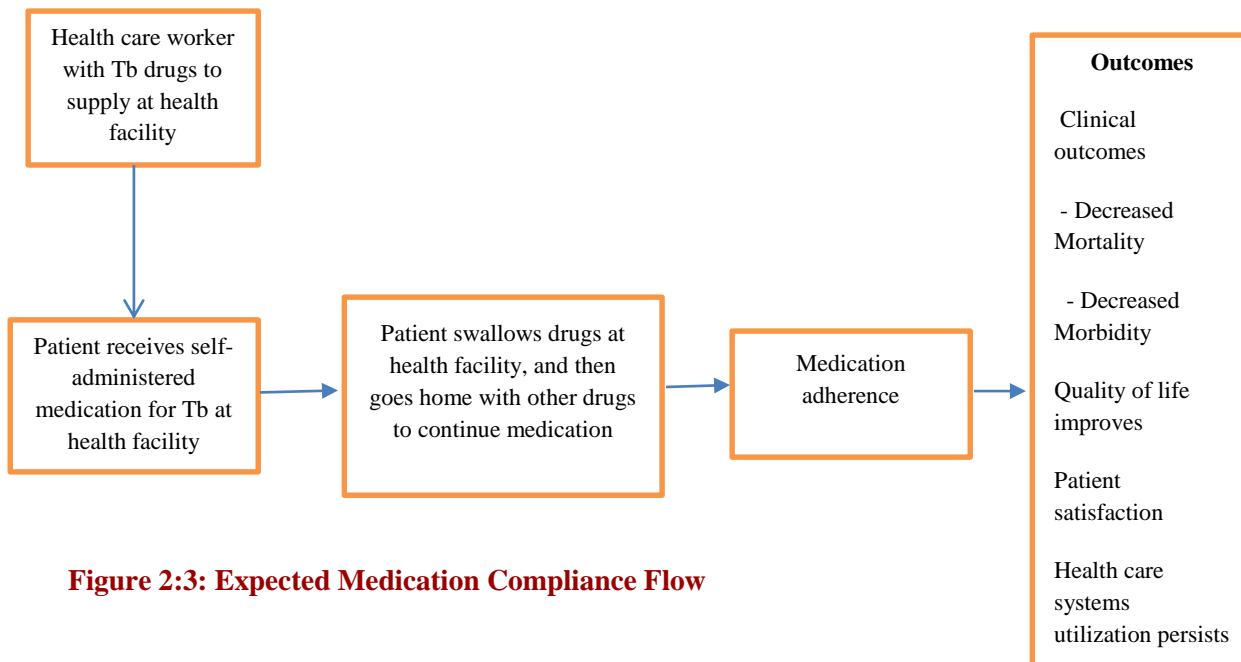 Health care worker
with Tb drugs to
supply at health
facility
Patient receives self-
administered
medication for Tb at
health facility
Patient swallows drugs at
health facility, and then
goes home with other drugs
to continue medication
Medication
adherence
Outcomes
Clinical
outcomes
- Decreased
Mortality
- Decreased
Morbidity
Quality of life
improves
Patient
satisfaction
Health care
systems
utilization persists
Figure 2:3: Expected Medication Compliance Flow